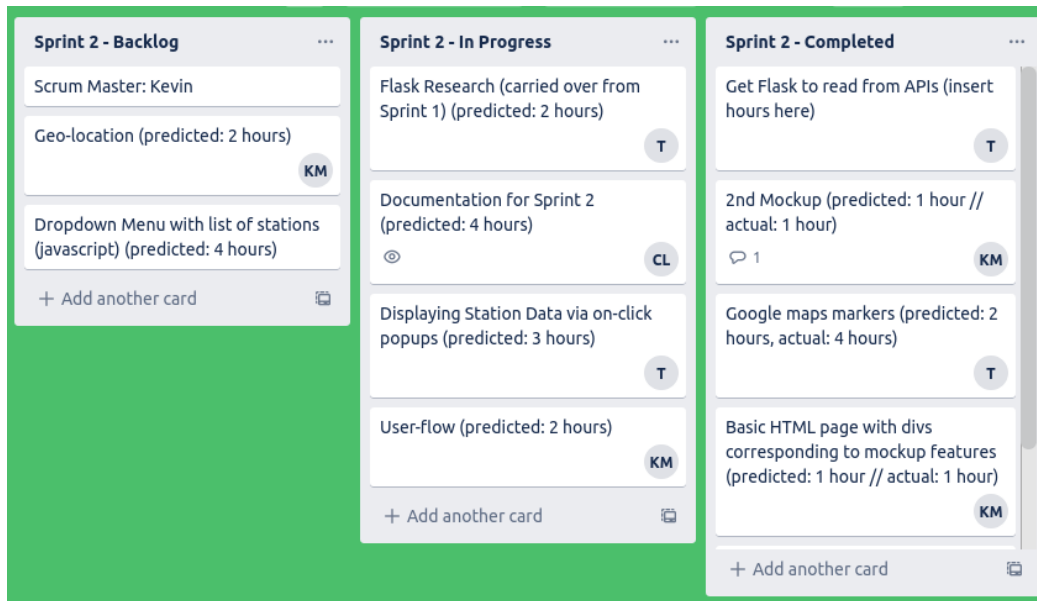 Sprint 2 - Backlog
Scrum Master: Kevin
Geo-location (predicted: 2 hours)
KM
Dropdown Menu with list of stations
(javascript) (predicted: 4 hours)
+ Add another card
Sprint 2 - In Progress
Flask Research (carried over from
Sprint 1) (predicted: 2 hours)
T
Documentation for Sprint 2
(predicted: 4 hours)
CL
Displaying Station Data via on-click
popups (predicted: 3 hours)
T
User-flow (predicted: 2 hours)
KM
+ Add another card
Sprint 2 - Completed
Get Flask to read from APIs (insert
hours here)
T
2nd Mockup (predicted: 1 hour //
actual: 1 hour)
1
KM
Google maps markers (predicted: 2
hours, actual: 4 hours)
T
Basic HTML page with divs
corresponding to mockup features
(predicted: 1 hour // actual: 1 hour)
KM
+ Add another card